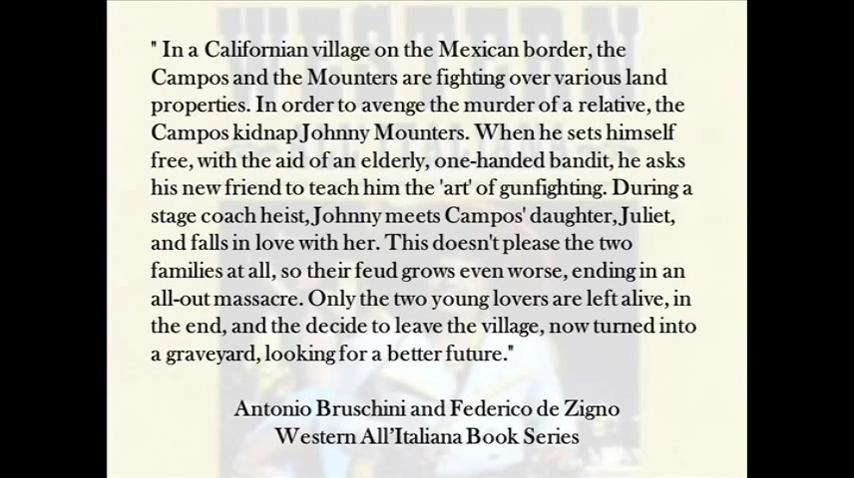 WESTERN
ALL'ITALIANA
" In a Californian village on the Mexican border, the
Campos and the Mounters are fighting over various land
properties. In order to avenge the murder of a relative, the
Campos kidnap Johnny Mounters. When he sets himself
free, with the aid of an elderly, one-handed bandit, he asks
his new friend to teach him the 'art' of gunfighting. During a
stage coach heist, Johnny meets Campos' daughter, Juliet,
and falls in love with her. This doesn't please the two
families at all, so their feud grows even worse, ending in an
all-out massacre. Only the two young lovers are left alive, in
the end, and the decide to leave the village, now turned into
a graveyard, looking for a better future."
Antonio Bruschini and Federico de Zigno
Western All’Italiana Book Series